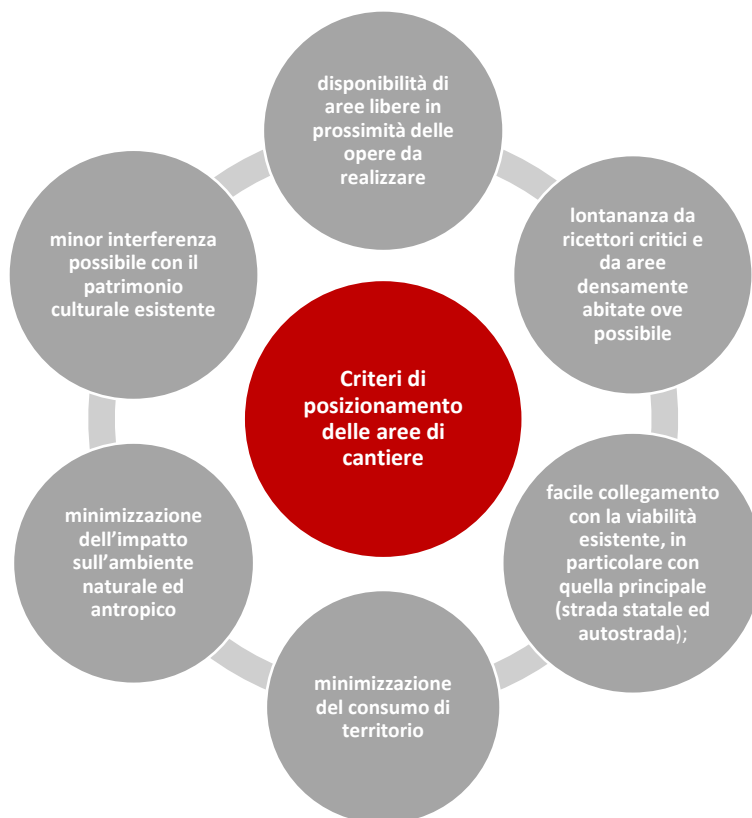 disponibilità di
aree libere in
prossimità delle
opere da
realizzare
lontananza da
ricettori critici e
da aree
densamente
abitate ove
possibile
facile collegamento
con la viabilità
esistente, in
particolare con
quella principale
(strada statale ed
autostrada);
minimizzazione
del consumo di
territorio
minimizzazione
dell’impatto
sull’ambiente
naturale ed
antropico
minor interferenza
possibile con il
patrimonio
culturale esistente
Criteri di
posizionamento
delle aree di
cantiere